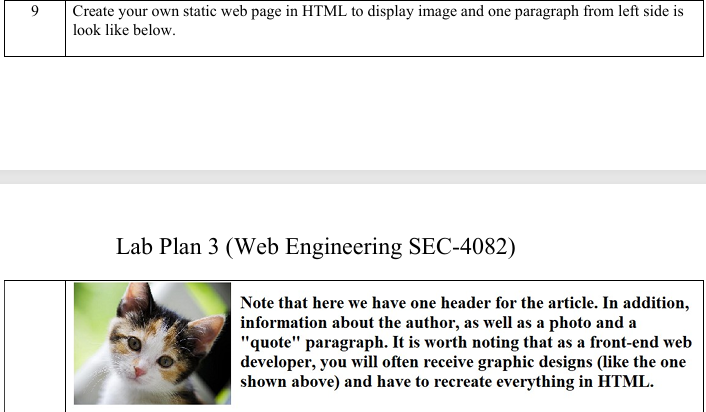 9
Create your own static web page in HTML to display image and one paragraph from left side is
look like below.
Lab Plan 3 (Web Engineering SEC-4082)
Note that here we have one header for the article. In addition,
information about the author, as well as a photo and a
"quote" paragraph. It is worth noting that as a front-end web
developer, you will often receive graphic designs (like the one
shown above) and have to recreate everything in HTML.